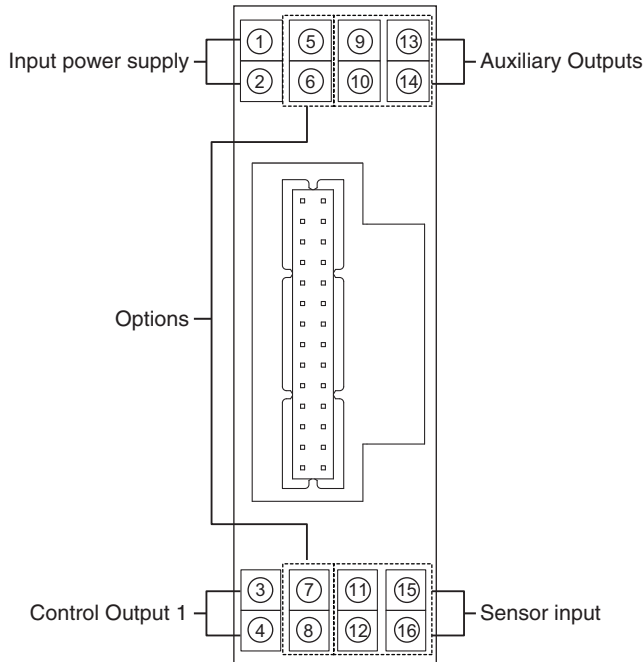 ① ⑤ ⑨ ⑬
Input power supply
Auxiliary Outputs
② ⑥ ⑩ ⑭
Options
③ ⑦ ⑪ ⑮
Control Output 1
Sensor input
④ ⑧ ⑫ ⑯